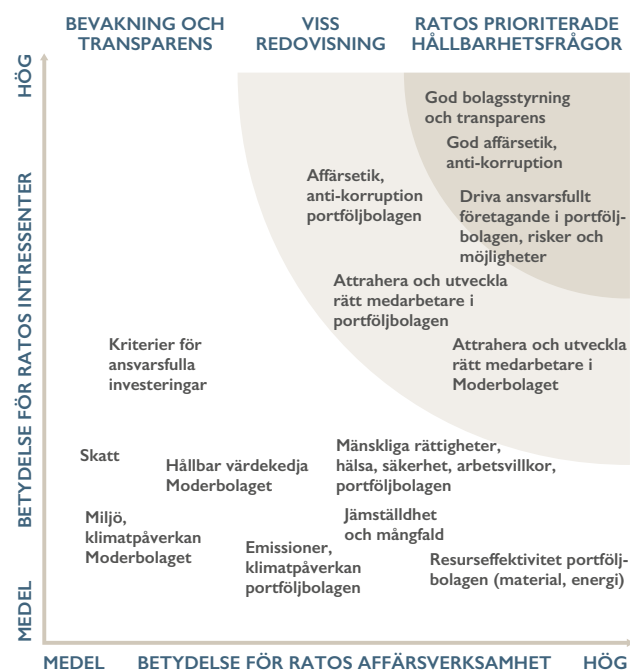 BEVAKNING OCH
TRANSPARENS
VISS
REDOVISNING
RATOS PRIORITERADE
HÅLLBARHETSFRÅGOR
HÖG
BETYDELSE FÖR RATOS INTRESSENTER
MEDEL
God bolagsstyrning
och transparens
God affärsetik,
anti-korruption
Affärsetik,
anti-korruption
portföljbolagen
Driva ansvarsfullt
företagande i portfölj-
bolagen, risker och
möjligheter
Attrahera och utveckla
rätt medarbetare i
portföljbolagen
Kriterier för
ansvarsfulla
investeringar
Attrahera och utveckla
rätt medarbetare i
Moderbolaget
Skatt
Hållbar värdekedja
Moderbolaget
Mänskliga rättigheter,
hälsa, säkerhet, arbetsvillkor,
portföljbolagen
Miljö,
klimatpåverkan
Moderbolaget
Jämställdhet
och mångfald
Emissioner,
klimatpåverkan
portföljbolagen
Resurseffektivitet portfölj-
bolagen (material, energi)
MEDEL
BETYDELSE FÖR RATOS AFFÄRSVERKSAMHET
HÖG